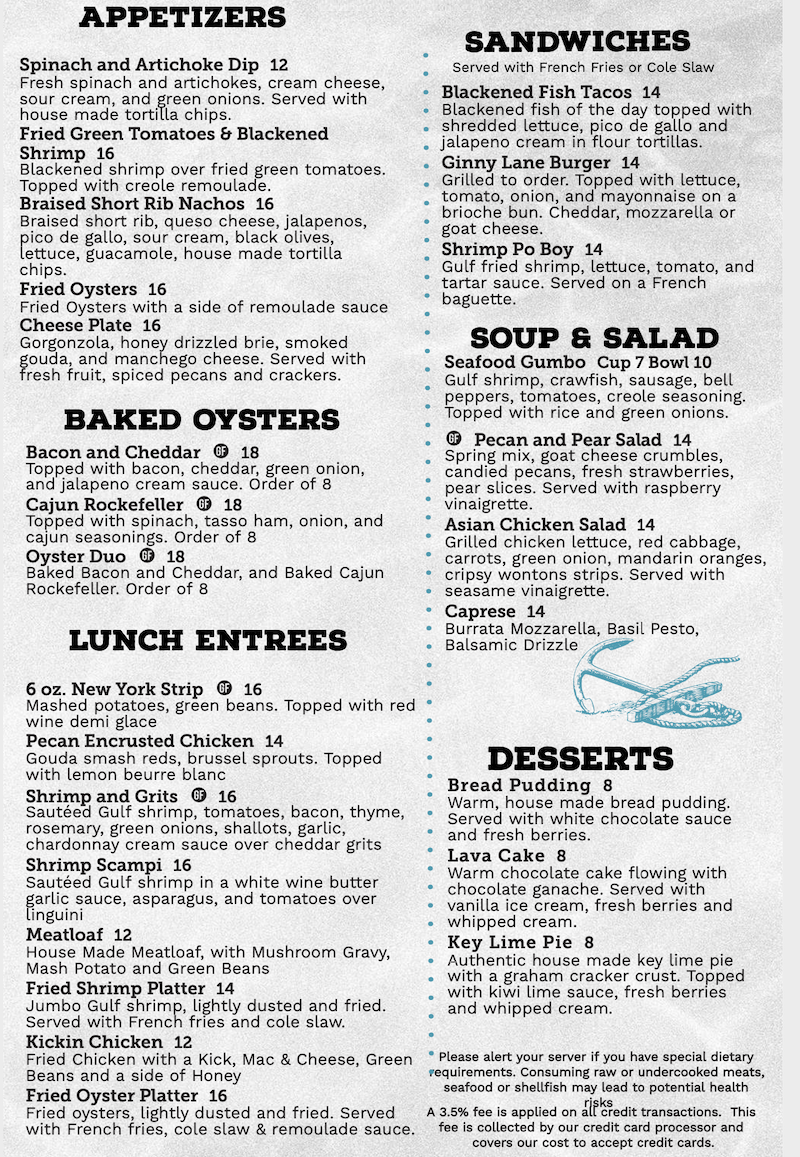 APPETIZERS
Spinach and Artichoke Dip 12
Fresh spinach and artichokes, cream cheese,
sour cream, and green onions. Served with
house made tortilla chips.
Fried Green Tomatoes & Blackened
Shrimp 16
Blackened shrimp over fried green tomatoes.
Topped with creole remoulade.
Braised Short Rib Nachos 16
Braised short rib, queso cheese, jalapenos,
pico de gallo, sour cream, black olives,
lettuce, guacamole, house made tortilla
chips.
Fried Oysters 16
Fried Oysters with a side of remoulade sauce
Cheese Plate 16
Gorgonzola, honey drizzled brie, smoked
gouda, and manchego cheese. Served with
fresh fruit, spiced pecans and crackers.
BAKED OYSTERS
Bacon and Cheddar GF 18
Topped with bacon, cheddar, green onion,
and jalapeno cream sauce. Order of 8
Cajun Rockefeller GF 18
Topped with spinach, tasso ham, onion, and
cajun seasonings. Order of 8
Oyster Duo GF 18
Baked Bacon and Cheddar, and Baked Cajun
Rockefeller. Order of 8
LUNCH ENTREES
6 oz. New York Strip GF 16
Mashed potatoes, green beans. Topped with red
wine demi glace
Pecan Encrusted Chicken 14
Gouda smash reds, brussel sprouts. Topped
with lemon beurre blanc
Shrimp and Grits GF 16
Sautéed Gulf shrimp, tomatoes, bacon, thyme,
rosemary, green onions, shallots, garlic,
chardonnay cream sauce over cheddar grits
Shrimp Scampi 16
Sautéed Gulf shrimp in a white wine butter
garlic sauce, asparagus, and tomatoes over
linguini
Meatloaf 12
House Made Meatloaf, with Mushroom Gravy,
Mash Potato and Green Beans
Fried Shrimp Platter 14
Jumbo Gulf shrimp, lightly dusted and fried.
Served with French fries and cole slaw.
Kickin Chicken 12
Fried Chicken with a Kick, Mac & Cheese, Green
Beans and a side of Honey
Fried Oyster Platter 16
Fried oysters, lightly dusted and fried. Served
with French fries, cole slaw & remoulade sauce.
SANDWICHES
Served with French Fries or Cole Slaw
Blackened Fish Tacos 14
Blackened fish of the day topped with
shredded lettuce, pico de gallo and
jalapeno cream in flour tortillas.
Ginny Lane Burger 14
Grilled to order. Topped with lettuce,
tomato, onion, and mayonnaise on a
brioche bun. Cheddar, mozzarella or
goat cheese.
Shrimp Po Boy 14
Gulf fried shrimp, lettuce, tomato, and
tartar sauce. Served on a French
baguette.
SOUP & SALAD
Seafood Gumbo Cup 7 Bowl 10
Gulf shrimp, crawfish, sausage, bell
peppers, tomatoes, creole seasoning.
Topped with rice and green onions.
GF Pecan and Pear Salad 14
Spring mix, goat cheese crumbles,
candied pecans, fresh strawberries,
pear slices. Served with raspberry
vinaigrette.
Asian Chicken Salad 14
Grilled chicken lettuce, red cabbage,
carrots, green onion, mandarin oranges,
cripsy wontons strips. Served with
seasame vinaigrette.
Caprese 14
Burrata Mozzarella, Basil Pesto,
Balsamic Drizzle
DESSERTS
Bread Pudding 8
Warm, house made bread pudding.
Served with white chocolate sauce
and fresh berries.
Lava Cake 8
Warm chocolate cake flowing with
chocolate ganache. Served with
vanilla ice cream, fresh berries and
whipped cream.
Key Lime Pie 8
Authentic house made key lime pie
with a graham cracker crust. Topped
with kiwi lime sauce, fresh berries
and whipped cream.
Please alert your server if you have special dietary
requirements. Consuming raw or undercooked meats,
seafood or shellfish may lead to potential health
risks
A 3.5% fee is applied on all credit transactions. This
fee is collected by our credit card processor and
covers our cost to accept credit cards.